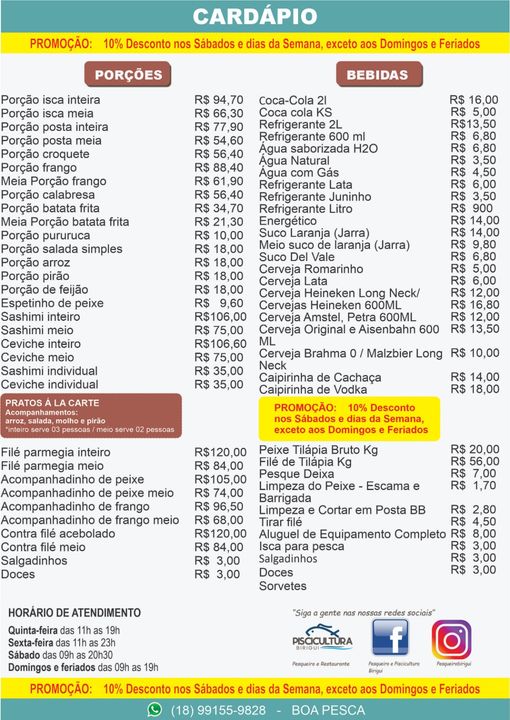 CARDÁPIO
PROMOÇÃO: 10% Desconto nos Sábados e dias da Semana, exceto aos Domingos e Feriados
PORÇÕES
Porção isca inteira R$ 94,70
Porção isca meia R$ 66,30
Porção posta inteira R$ 77,90
Porção posta meia R$ 54,60
Porção croquete R$ 56,40
Porção frango R$ 88,40
Meia Porção frango R$ 61,90
Porção calabresa R$ 56,40
Porção batata frita R$ 34,70
Meia Porção batata frita R$ 21,30
Porção pururuca R$ 10,00
Porção salada simples R$ 18,00
Porção arroz R$ 18,00
Porção pirão R$ 18,00
Porção de feijão R$ 18,00
Espetinho de peixe R$ 9,60
Sashimi inteiro R$106,00
Sashimi meio R$ 75,00
Ceviche inteiro R$106,60
Ceviche meio R$ 75,00
Sashimi individual R$ 35,00
Ceviche individual R$ 35,00
PRATOS Á LA CARTE
Acompanhamentos:
arroz, salada, molho e pirão
*inteiro serve 03 pessoas / meio serve 02 pessoas
Filé parmegia inteiro R$120,00
Filé parmegia meio R$ 84,00
Acompanhadinho de peixe R$105,00
Acompanhadinho de peixe meio R$ 74,00
Acompanhadinho de frango R$ 96,50
Acompanhadinho de frango meio R$ 68,00
Contra filé acebolado R$120,00
Contra filé meio R$ 84,00
Salgadinhos R$ 3,00
Doces R$ 3,00
BEBIDAS
Coca-Cola 2l R$ 16,00
Coca cola KS R$ 5,00
Refrigerante 2L R$13,50
Refrigerante 600 ml R$ 6,80
Água saborizada H2O R$ 6,80
Água Natural R$ 3,50
Água com Gás R$ 4,50
Refrigerante Lata R$ 6,00
Refrigerante Juninho R$ 3,50
Refrigerante Litro R$ 900
Energético R$ 14,00
Suco Laranja (Jarra) R$ 14,00
Meio suco de laranja (Jarra) R$ 9,80
Suco Del Vale R$ 6,80
Cerveja Romarinho R$ 5,00
Cerveja Lata R$ 6,00
Cerveja Heineken Long Neck/ R$ 12,00
Cervejas Heineken 600ML R$ 16,80
Cerveja Amstel, Petra 600ML R$ 12,00
Cerveja Original e Aisenbahn 600 R$ 13,50
ML
Cerveja Brahma 0 / Malzbier Long R$ 10,00
Neck
Caipirinha de Cachaça R$ 14,00
Caipirinha de Vodka R$ 18,00
PROMOÇÃO: 10% Desconto
nos Sábados e dias da Semana,
exceto aos Domingos e Feriados
Peixe Tilápia Bruto Kg R$ 20,00
Filé de Tilápia Kg R$ 56,00
Pesque Deixa R$ 7,00
Limpeza do Peixe - Escama e R$ 1,70
Barrigada
Limpeza e Cortar em Posta BB R$ 2,80
Tirar filé R$ 4,50
Aluguel de Equipamento Completo R$ 8,00
Isca para pesca R$ 3,00
Salgadinhos R$ 3,00
Doces R$ 3,00
Sorvetes
HORÁRIO DE ATENDIMENTO
Quinta-feira das 11h as 19h
Sexta-feira das 11h as 23h
Sábado das 09h as 20h30
Domingos e feriados das 09h as 19h
"Siga a gente nas nossas redes sociais"
PISCICULTURA
BIRIGUI
Pesqueiro e Restaurante
Pesqueiro e Piscicultura
Birigui
Pesqueirobirigui
PROMOÇÃO: 10% Desconto nos Sábados e dias da Semana, exceto aos Domingos e Feriados
(18) 99155-9828 - BOA PESCA